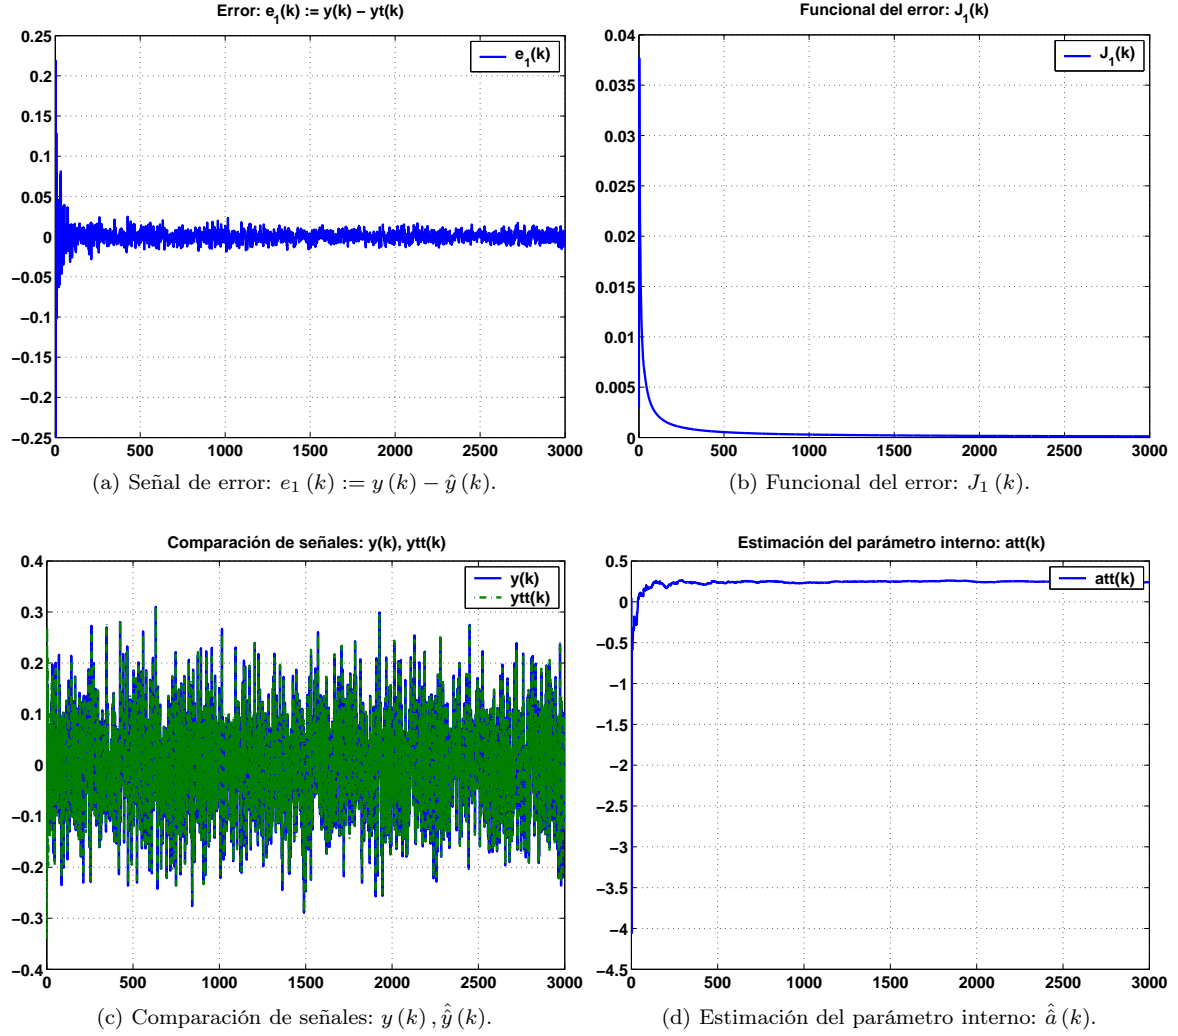 Error: e1(k) := y(k) − yt(k)
e1(k)
0.25
0.2
0.15
0.1
0.05
0
−0.05
−0.1
−0.15
−0.2
−0.25
0 500 1000 1500 2000 2500 3000
(a) Señal de error: e1 (k) := y (k) − ŷ (k).
Funcional del error: J1(k)
J1(k)
0.04
0.035
0.03
0.025
0.02
0.015
0.01
0.005
0
0 500 1000 1500 2000 2500 3000
(b) Funcional del error: J1 (k).
Comparación de señales: y(k), ytt(k)
y(k)
ytt(k)
0.4
0.3
0.2
0.1
0
−0.1
−0.2
−0.3
−0.4
0 500 1000 1500 2000 2500 3000
(c) Comparación de señales: y (k) , ŷ̂ (k).
Estimación del parámetro interno: att(k)
att(k)
0.5
0
−0.5
−1
−1.5
−2
−2.5
−3
−3.5
−4
−4.5
0 500 1000 1500 2000 2500 3000
(d) Estimación del parámetro interno: â̂ (k).